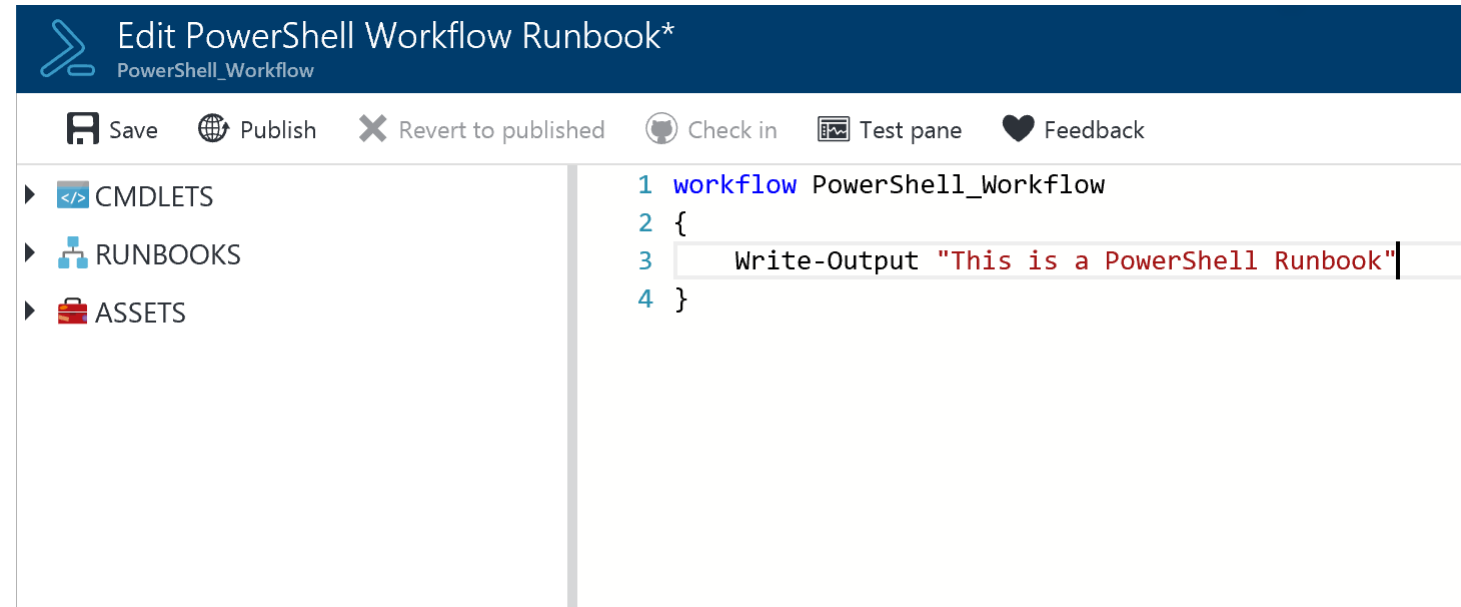 Edit PowerShell Workflow Runbook*
PowerShell_Workflow
Save Publish Revert to published Check in Test pane Feedback
CMDLETS
RUNBOOKS
ASSETS
1 workflow PowerShell_Workflow
2 {
3 Write-Output "This is a PowerShell Runbook"
4 }